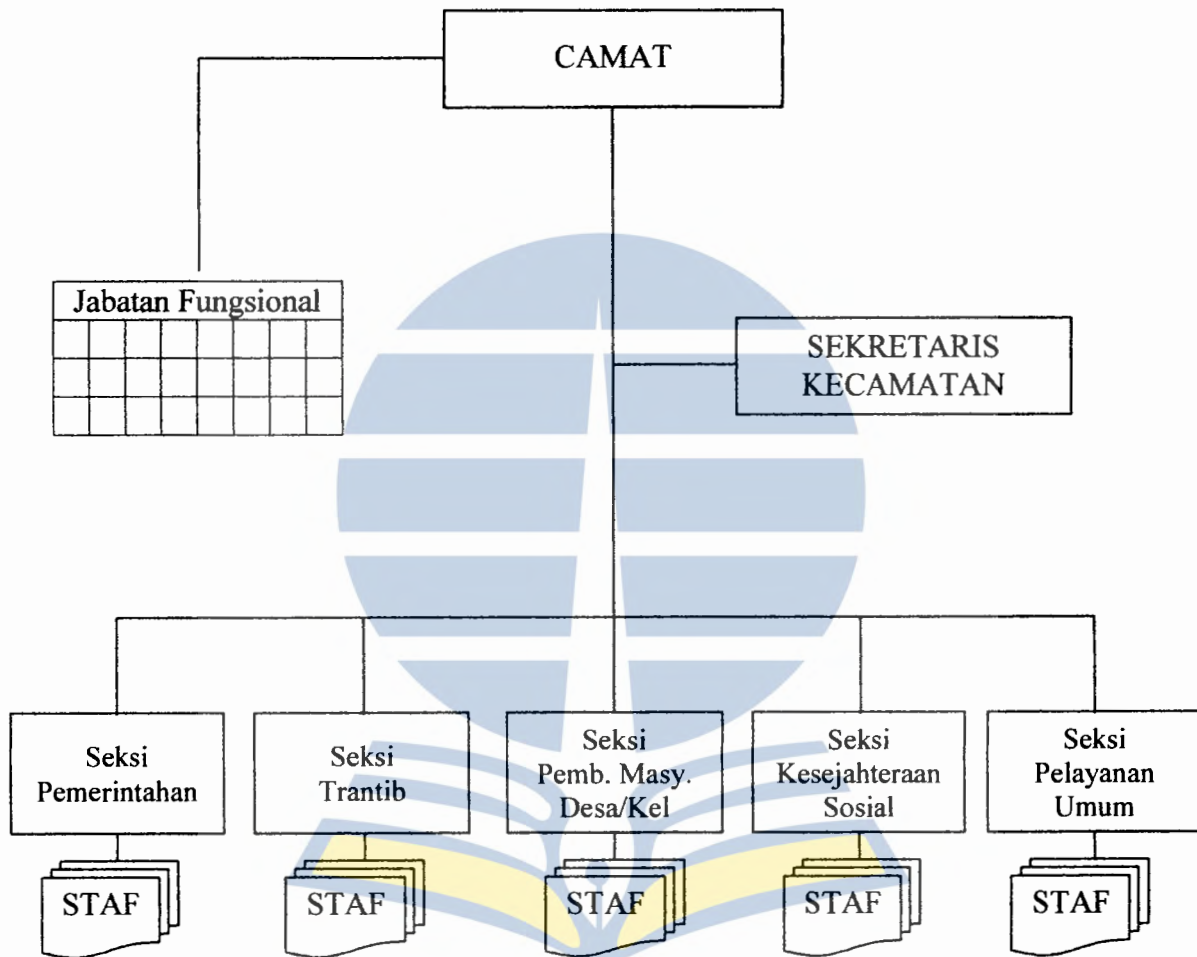 CAMAT
Jabatan Fungsional
SEKRETARIS
KECAMATAN
Seksi
Pemerintahan
Seksi
Trantib
Seksi
Pemb. Masy.
Desa/Kel
Seksi
Kesejahteraan
Sosial
Seksi
Pelayanan
Umum
STAF
STAF
STAF
STAF
STAF